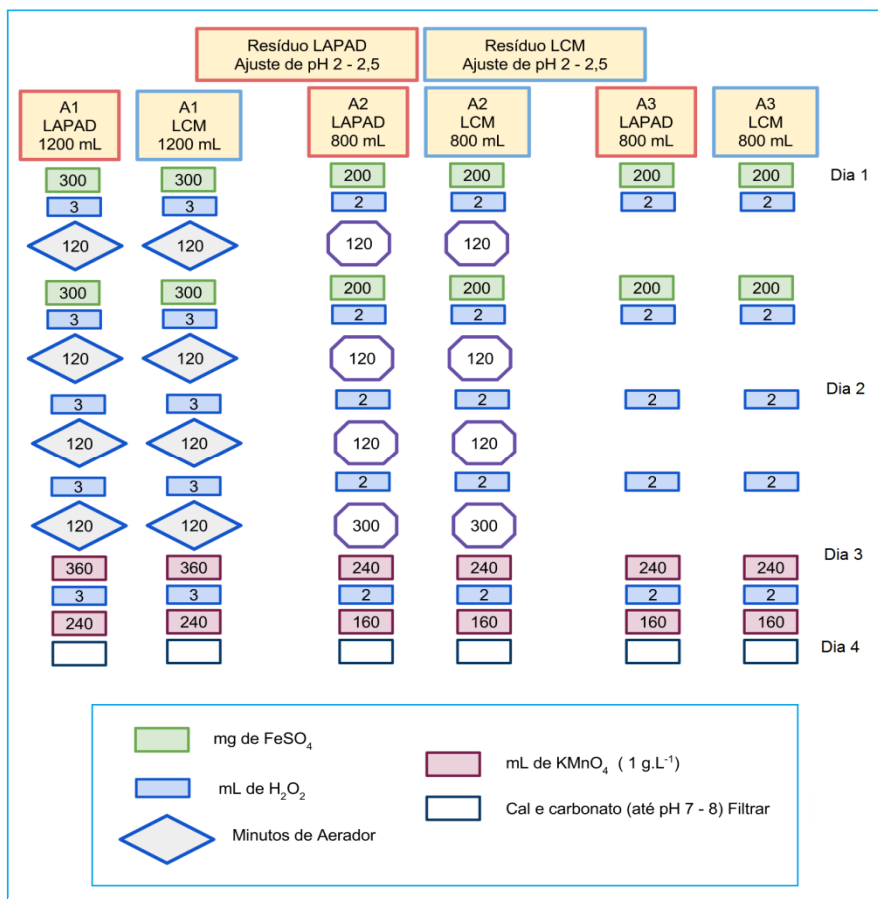 Resíduo LAPAD
Ajuste de pH 2 - 2,5
Resíduo LCM
Ajuste de pH 2 - 2,5
A1
LAPAD
1200 mL
A1
LCM
1200 mL
A2
LAPAD
800 mL
A2
LCM
800 mL
A3
LAPAD
800 mL
A3
LCM
800 mL
300 300 200 200 200 200 Dia 1
3 3 2 2 2 2
120 120 120 120
300 300 200 200 200 200
3 3 2 2 2 2
120 120 120 120
Dia 2
3 3 2 2 2 2
120 120 120 120
3 3 2 2 2 2
120 120 300 300
Dia 3
360 360 240 240 240 240
3 3 2 2 2 2
240 240 160 160 160 160
Dia 4
mg de FeSO₄
mL de H₂O₂
Minutos de Aerador
mL de KMnO₄ ( 1 g.L⁻¹)
Cal e carbonato (até pH 7 - 8) Filtrar